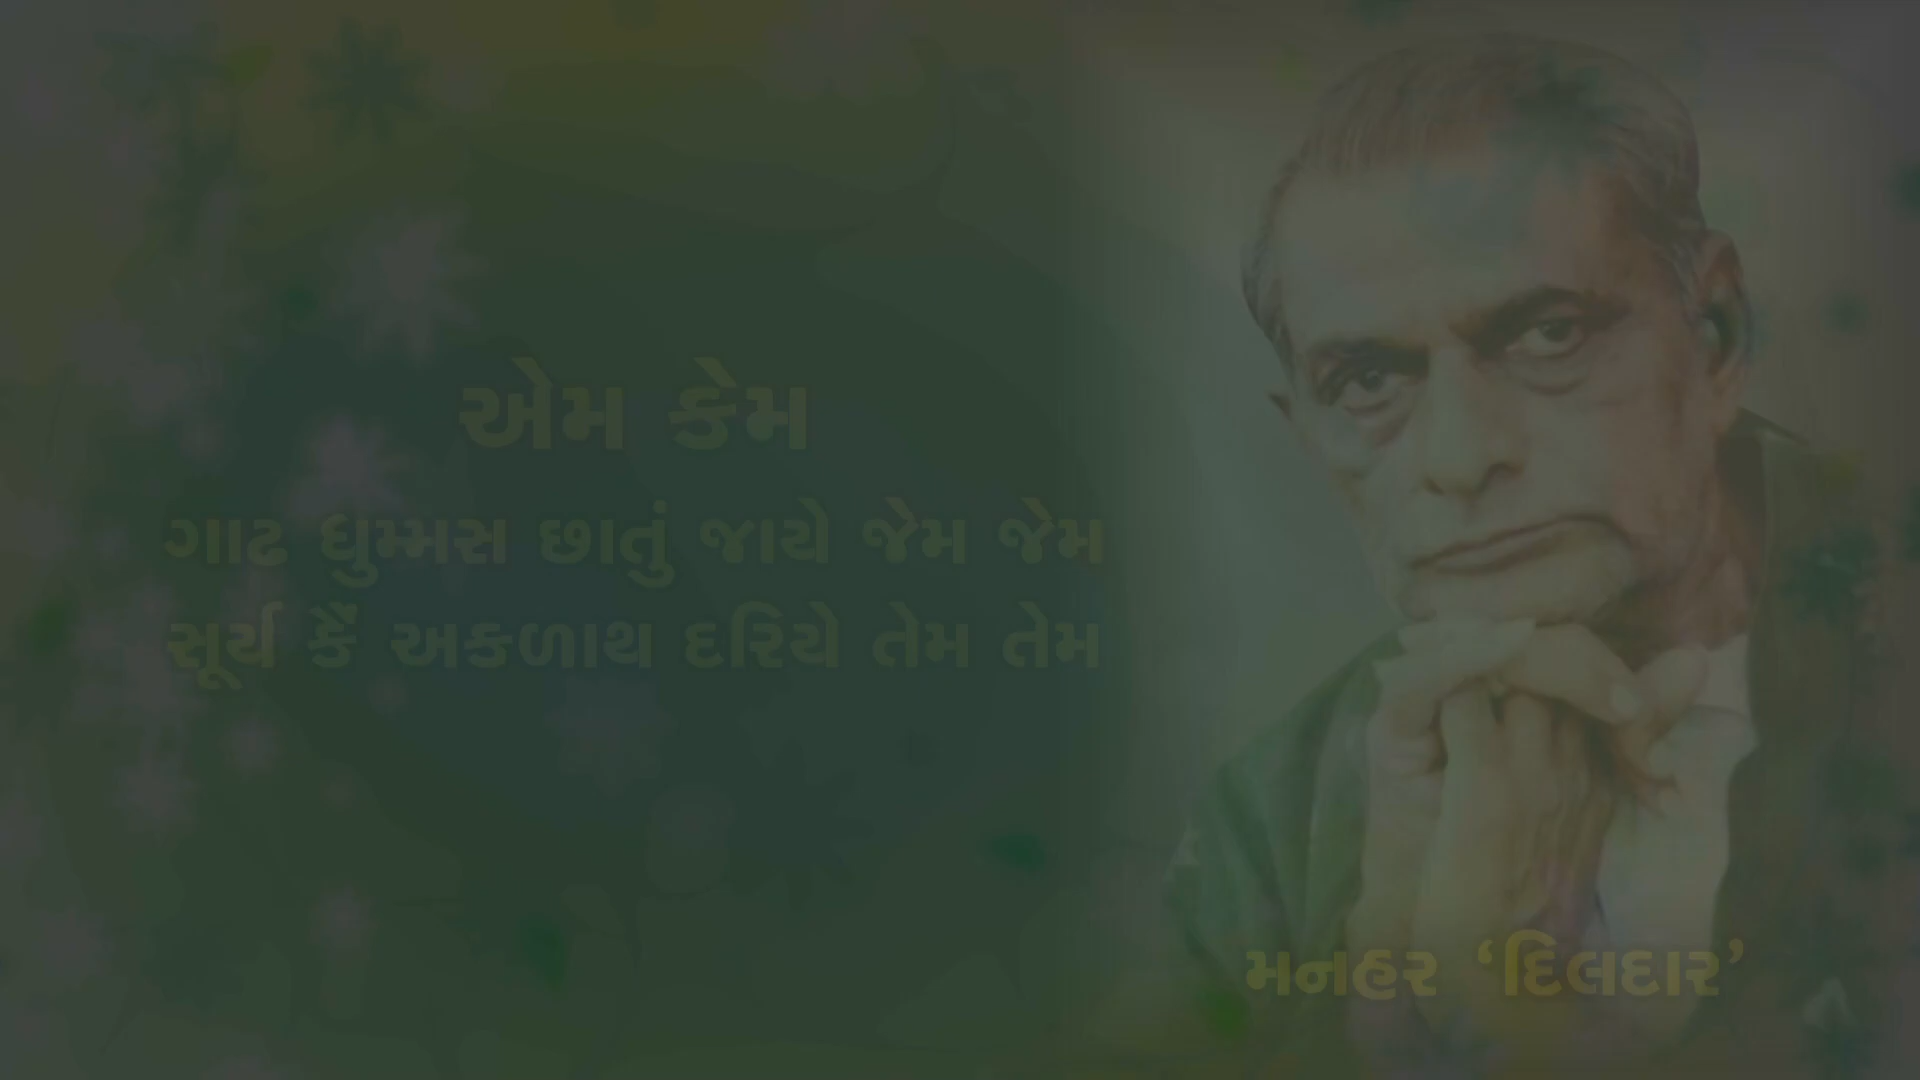 એમ કેમ
ગાઢ ધુમ્મસ છાતું જાયે જેમ જેમ
સૂર્ય કૈં અકળાથ દરિયે તેમ તેમ
મનહર ‘દિલદાર’